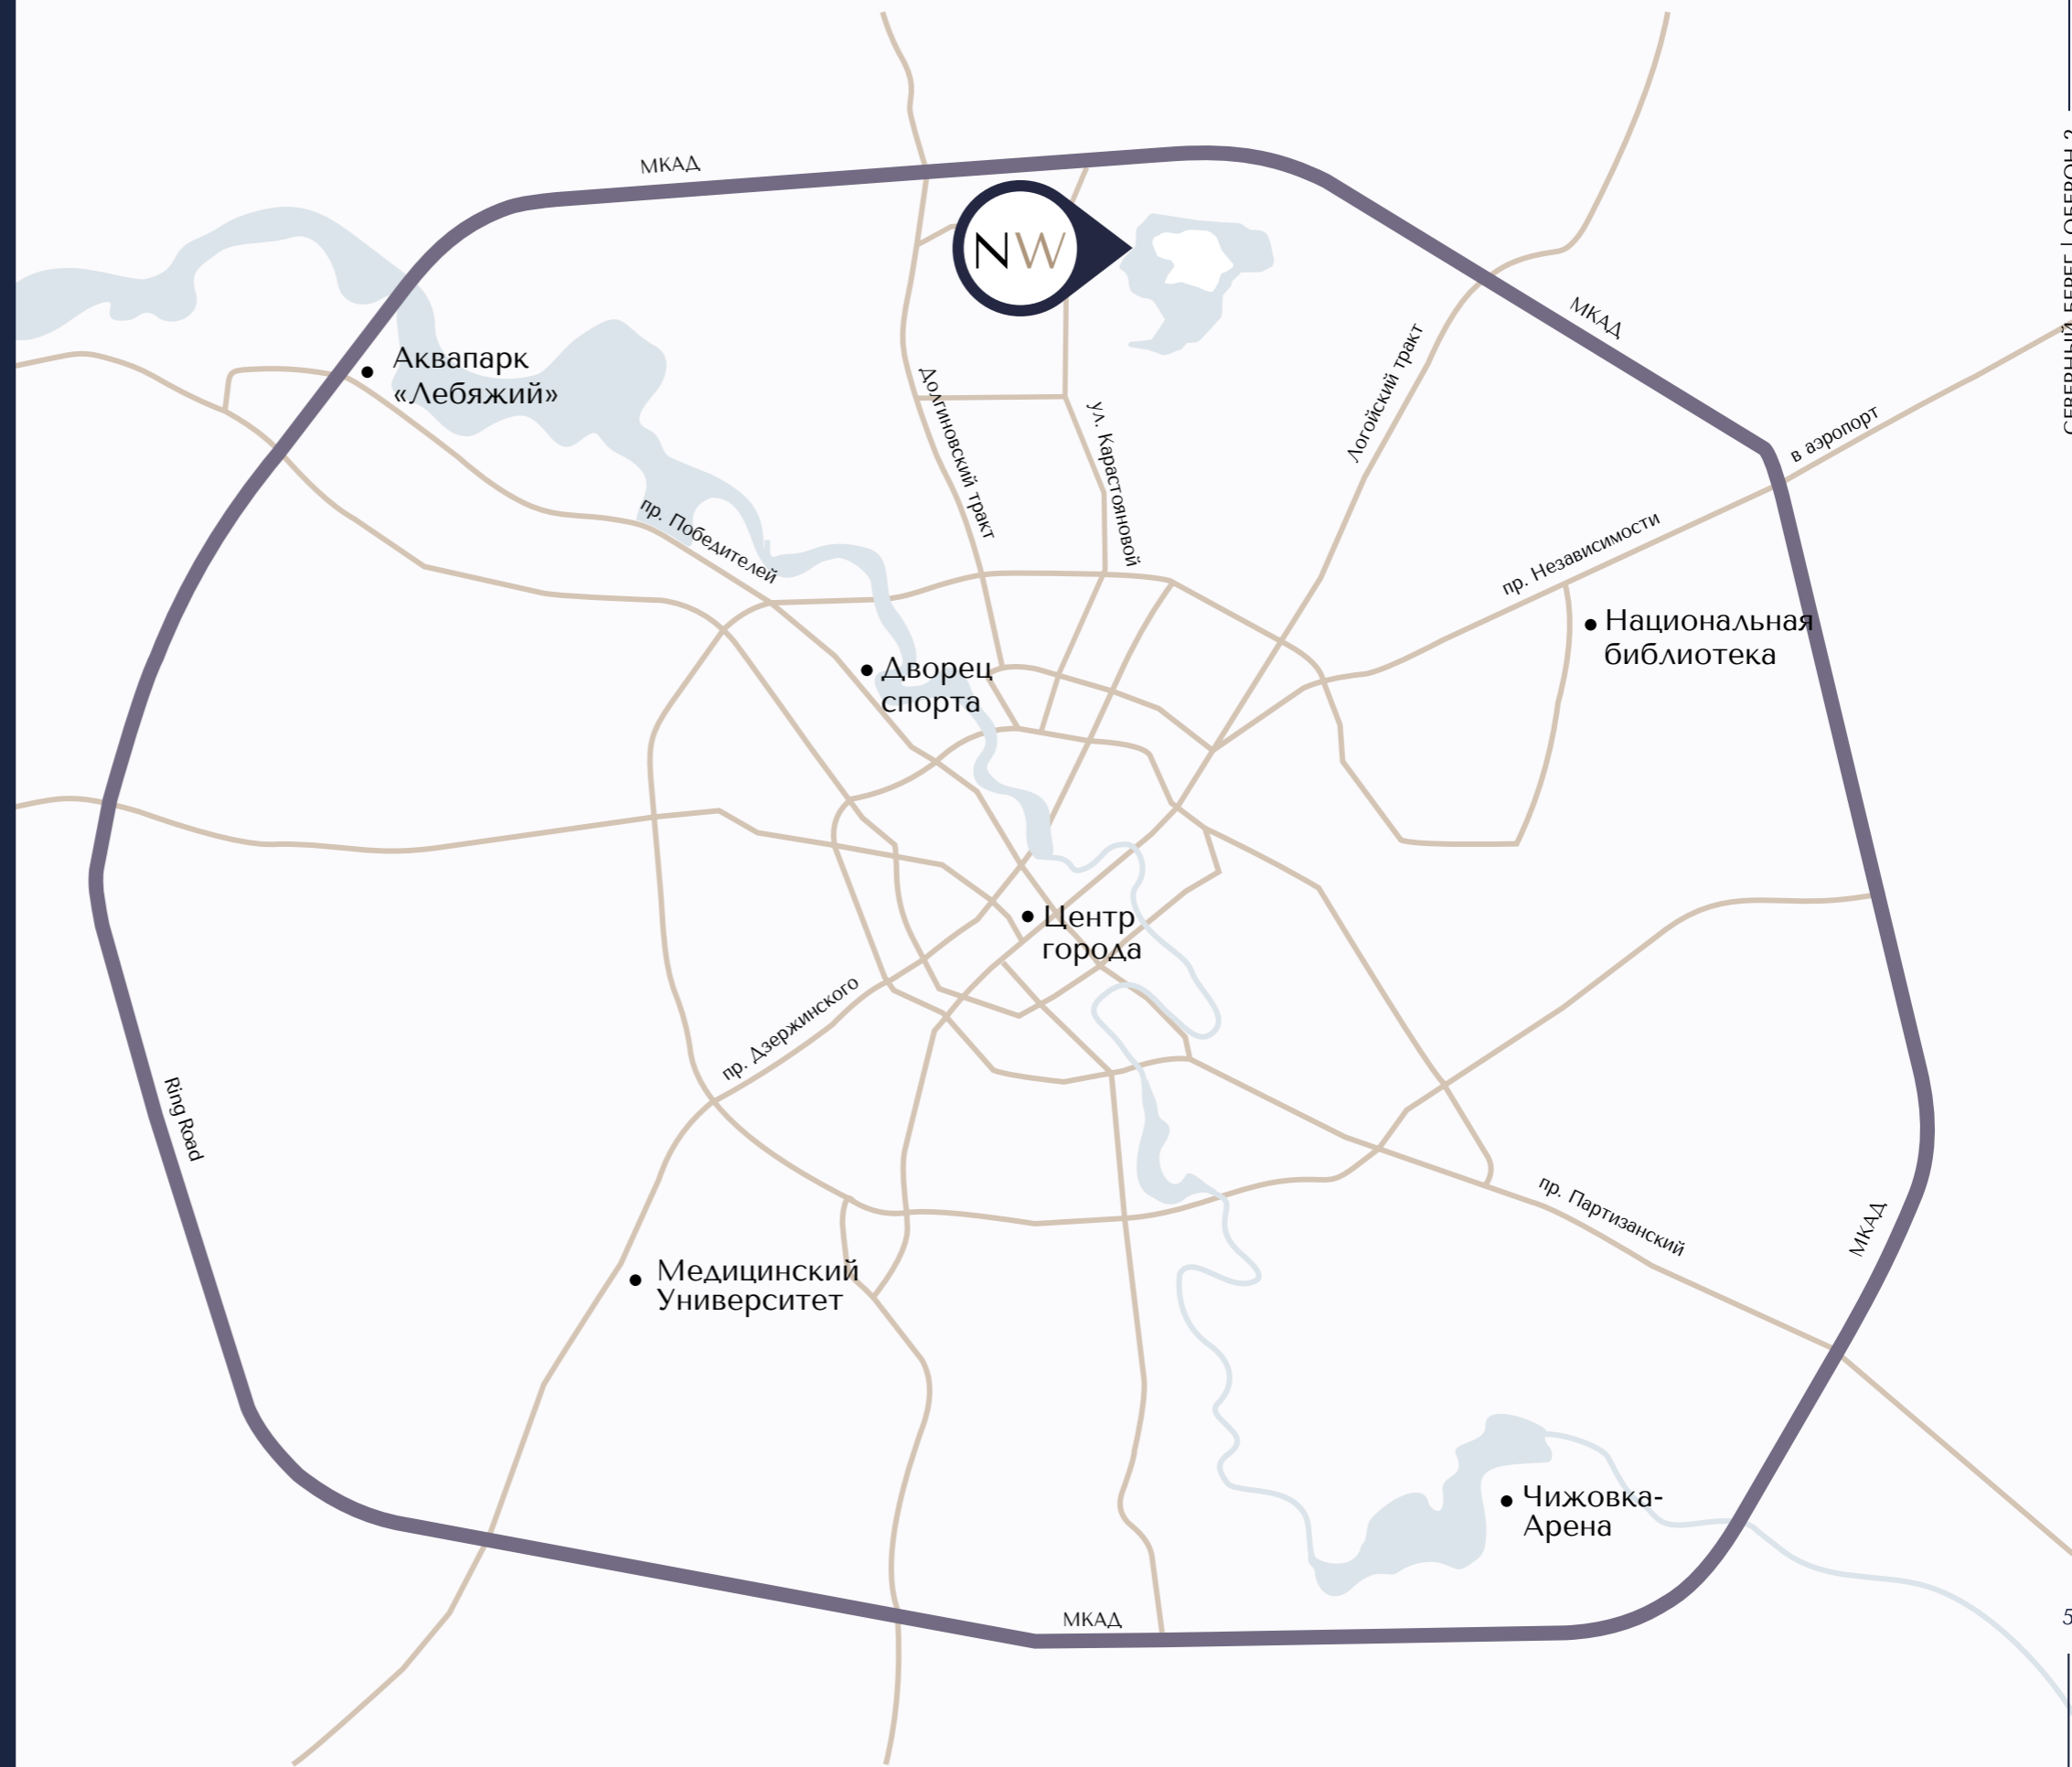 МКАД
NW
МКАД
Аквапарк
«Лебяжий»
Долгиновский тракт
ул. Карастояновой
Логойский тракт
в аэропорт
пр. Победителей
пр. Независимости
Национальная
библиотека
Дворец
спорта
Центр
города
пр. Дзержинского
Ring Road
пр. Партизанский
МКАД
Медицинский
Университет
Чижовка-
Арена
МКАД
5